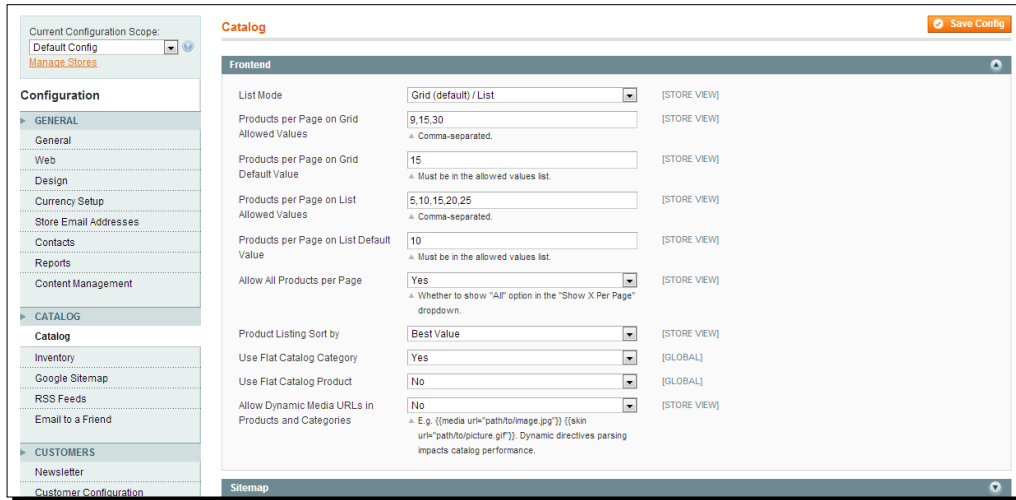 Current Configuration Scope:
Default Config
Manage Stores
Configuration
GENERAL
General
Web
Design
Currency Setup
Store Email Addresses
Contacts
Reports
Content Management
CATALOG
Catalog
Inventory
Google Sitemap
RSS Feeds
Email to a Friend
CUSTOMERS
Newsletter
Customer Configuration
Catalog
Save Config
Frontend
List Mode
Grid (default) / List
[STORE VIEW]
Products per Page on Grid
Allowed Values
9,15,30
[STORE VIEW]
Comma-separated.
Products per Page on Grid
Default Value
15
[STORE VIEW]
Must be in the allowed values list.
Products per Page on List
Allowed Values
5,10,15,20,25
[STORE VIEW]
Comma-separated.
Products per Page on List Default
Value
10
[STORE VIEW]
Must be in the allowed values list.
Allow All Products per Page
Yes
[STORE VIEW]
Whether to show "All" option in the "Show X Per Page"
dropdown.
Product Listing Sort by
Best Value
[STORE VIEW]
Use Flat Catalog Category
Yes
[GLOBAL]
Use Flat Catalog Product
No
[GLOBAL]
Allow Dynamic Media URLs in
Products and Categories
No
[STORE VIEW]
E.g. {{media url="path/to/image.jpg"}} {{skin
url="path/to/picture.gif"}}. Dynamic directives parsing
impacts catalog performance.
Sitemap